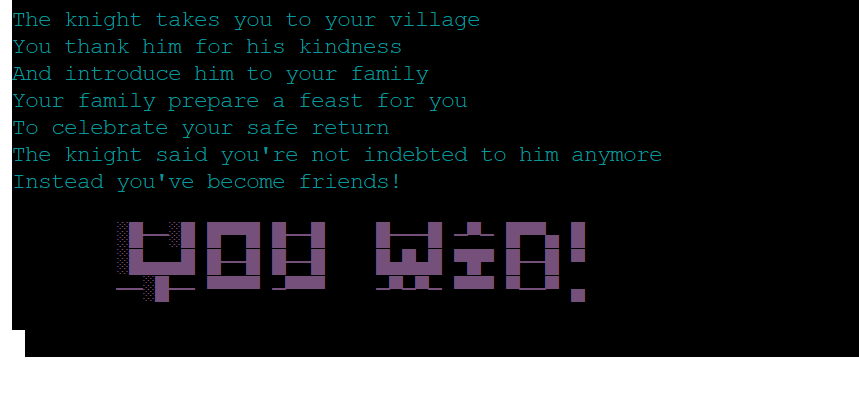 The knight takes you to your village
You thank him for his kindness
And introduce him to your family
Your family prepare a feast for you
To celebrate your safe return
The knight said you're not indebted to him anymore
Instead you've become friends!
you win!